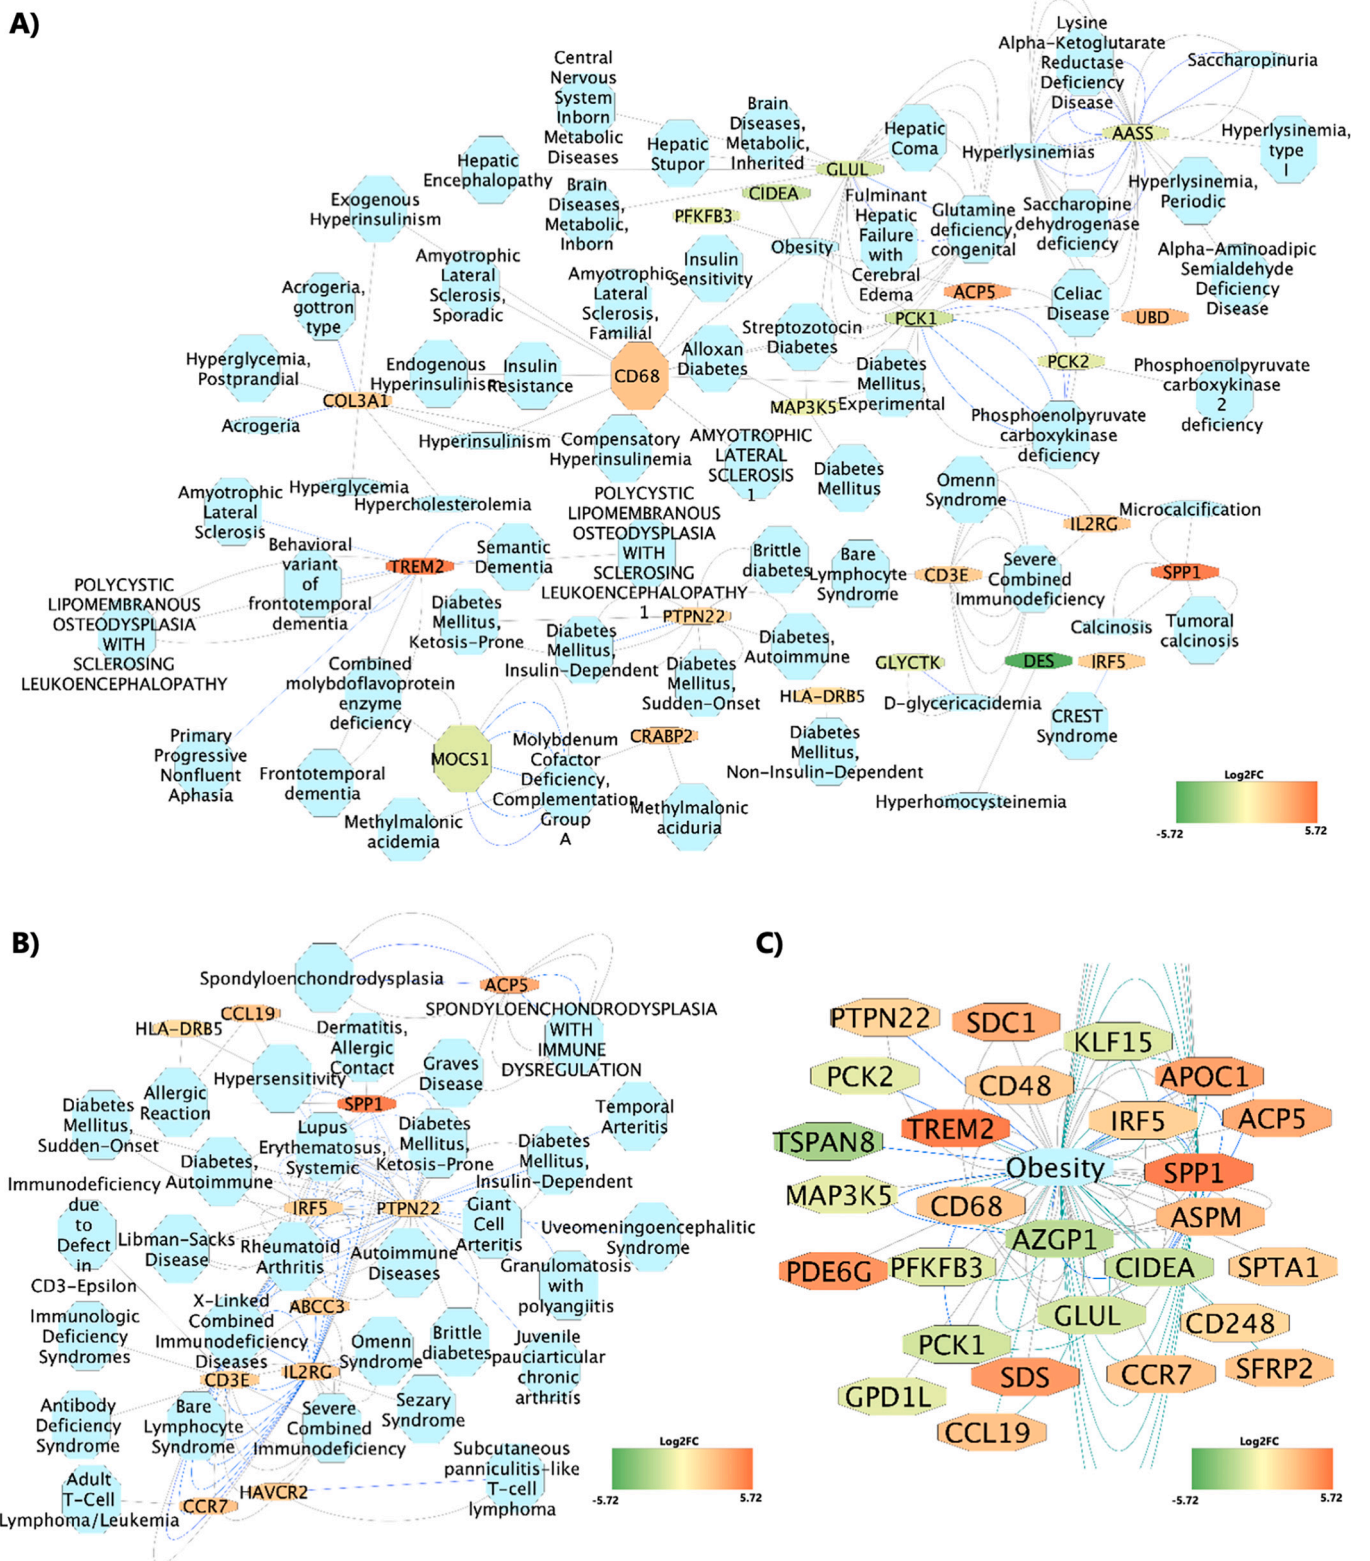 A)
Lysine
Alpha-Ketoglutarate
Reductase
Deficiency
Disease
Saccharopinuria
Central
Nervous
System
Inborn
Metabolic
Diseases
Brain
Diseases,
Metabolic,
Inherited
Hepatic
Stupor
Hepatic
Coma
AASS
Hyperlysinemia,
type
I
Hyperlysinemias
Hepatic
Encephalopathy
GLUL
CIDEA
Brain
Diseases,
Metabolic,
Inborn
PFKFB3
Exogenous
Hyperinsulinism
Fulminant
Hepatic
Failure
with
Cerebral
Edema
Glutamine
deficiency,
congenital
Saccharopine
dehydrogenase
deficiency
Hyperlysinemia,
Periodic
Obesity
Alpha-Aminoadipic
Semialdehyde
Deficiency
Disease
Amyotrophic
Lateral
Sclerosis,
Sporadic
Amyotrophic
Lateral
Sclerosis,
Familial
Insulin
Sensitivity
Acrogeria,
gottron
type
ACP5
Celiac
Disease
UBD
PCK1
Streptozotocin
Diabetes
Alloxan
Diabetes
Hyperglycemia,
Postprandial
Endogenous
Hyperinsulinism
Insulin
Resistance
CD68
Diabetes
Mellitus,
Experimental
PCK2
Phosphoenolpyruvate
carboxykinase
2
deficiency
COL3A1
MAP3K5
Acrogeria
Hyperinsulinism
Compensatory
Hyperinsulinemia
AMYOTROPHIC
LATERAL
SCLEROSIS
1
Phosphoenolpyruvate
carboxykinase
deficiency
Diabetes
Mellitus
Omenn
Syndrome
Hyperglycemia
Hypercholesterolemia
Amyotrophic
Lateral
Sclerosis
POLYCYSTIC
LIPOMEMBRANOUS
OSTEODYSPLASIA
WITH
SCLEROSING
LEUKOENCEPHALOPATHY
1
Microcalcification
IL2RG
Behavioral
variant
of
frontotemporal
dementia
TREM2
Semantic
Dementia
Brittle
diabetes
Bare
Lymphocyte
Syndrome
CD3E
Severe
Combined
Immunodeficiency
SPP1
POLYCYSTIC
LIPOMEMBRANOUS
OSTEODYSPLASIA
WITH
SCLEROSING
LEUKOENCEPHALOPATHY
Diabetes
Mellitus,
Ketosis-Prone
PTPN22
Diabetes
Mellitus,
Insulin-Dependent
Diabetes,
Autoimmune
Calcinosis
Tumoral
calcinosis
Combined
molybdoflavoprotein
enzyme
deficiency
Diabetes
Mellitus,
Sudden-Onset
GLYCTK
DES
IRF5
HLA-DRB5
D-glycericacidemia
CREST
Syndrome
Primary
Progressive
Nonfluent
Aphasia
MOCS1
Molybdenum
Cofactor
Deficiency,
Complementation
Group
A
CRABP2
Diabetes
Mellitus,
Non-Insulin-Dependent
Frontotemporal
dementia
Methylmalonic
acidemia
Methylmalonic
aciduria
Hyperhomocysteinemia
Log2FC
-5.72
5.72
B)
Spondyloenchondrodysplasia
ACP5
SPONDYLOENCHONDRODYSPLASIA
WITH
IMMUNE
DYSREGULATION
CCL19
HLA-DRB5
Dermatitis,
Allergic
Contact
Graves
Disease
Hypersensitivity
Allergic
Reaction
SPP1
Diabetes
Mellitus,
Sudden-Onset
Temporal
Arteritis
Lupus
Erythematosus,
Systemic
Diabetes
Mellitus,
Ketosis-Prone
Diabetes
Mellitus,
Insulin-Dependent
Diabetes,
Autoimmune
Immunodeficiency
due
to
Defect
in
CD3-Epsilon
IRF5
PTPN22
Giant
Cell
Arteritis
Uveomeningoencephalitic
Syndrome
Libman-Sacks
Disease
Rheumatoid
Arthritis
Autoimmune
Diseases
Granulomatosis
with
polyangiitis
X-Linked
Combined
Immunodeficiency
Diseases
ABCC3
Immunologic
Deficiency
Syndromes
Omenn
Syndrome
Brittle
diabetes
Juvenile
pauciarticular
chronic
arthritis
CD3E
IL2RG
Antibody
Deficiency
Syndrome
Bare
Lymphocyte
Syndrome
Severe
Combined
Immunodeficiency
Sezary
Syndrome
Subcutaneous
panniculitis-like
T-cell
lymphoma
Adult
T-Cell
Lymphoma/Leukemia
CCR7
HAVCR2
Log2FC
-5.72
5.72
C)
PTPN22
SDC1
KLF15
PCK2
CD48
APOC1
TREM2
IRF5
ACP5
TSPAN8
Obesity
SPP1
MAP3K5
CD68
ASPM
AZGP1
PDE6G
PFKFB3
CIDEA
SPTA1
GLUL
CD248
PCK1
SDS
CCR7
SFRP2
GPD1L
CCL19
Log2FC
-5.72
5.72